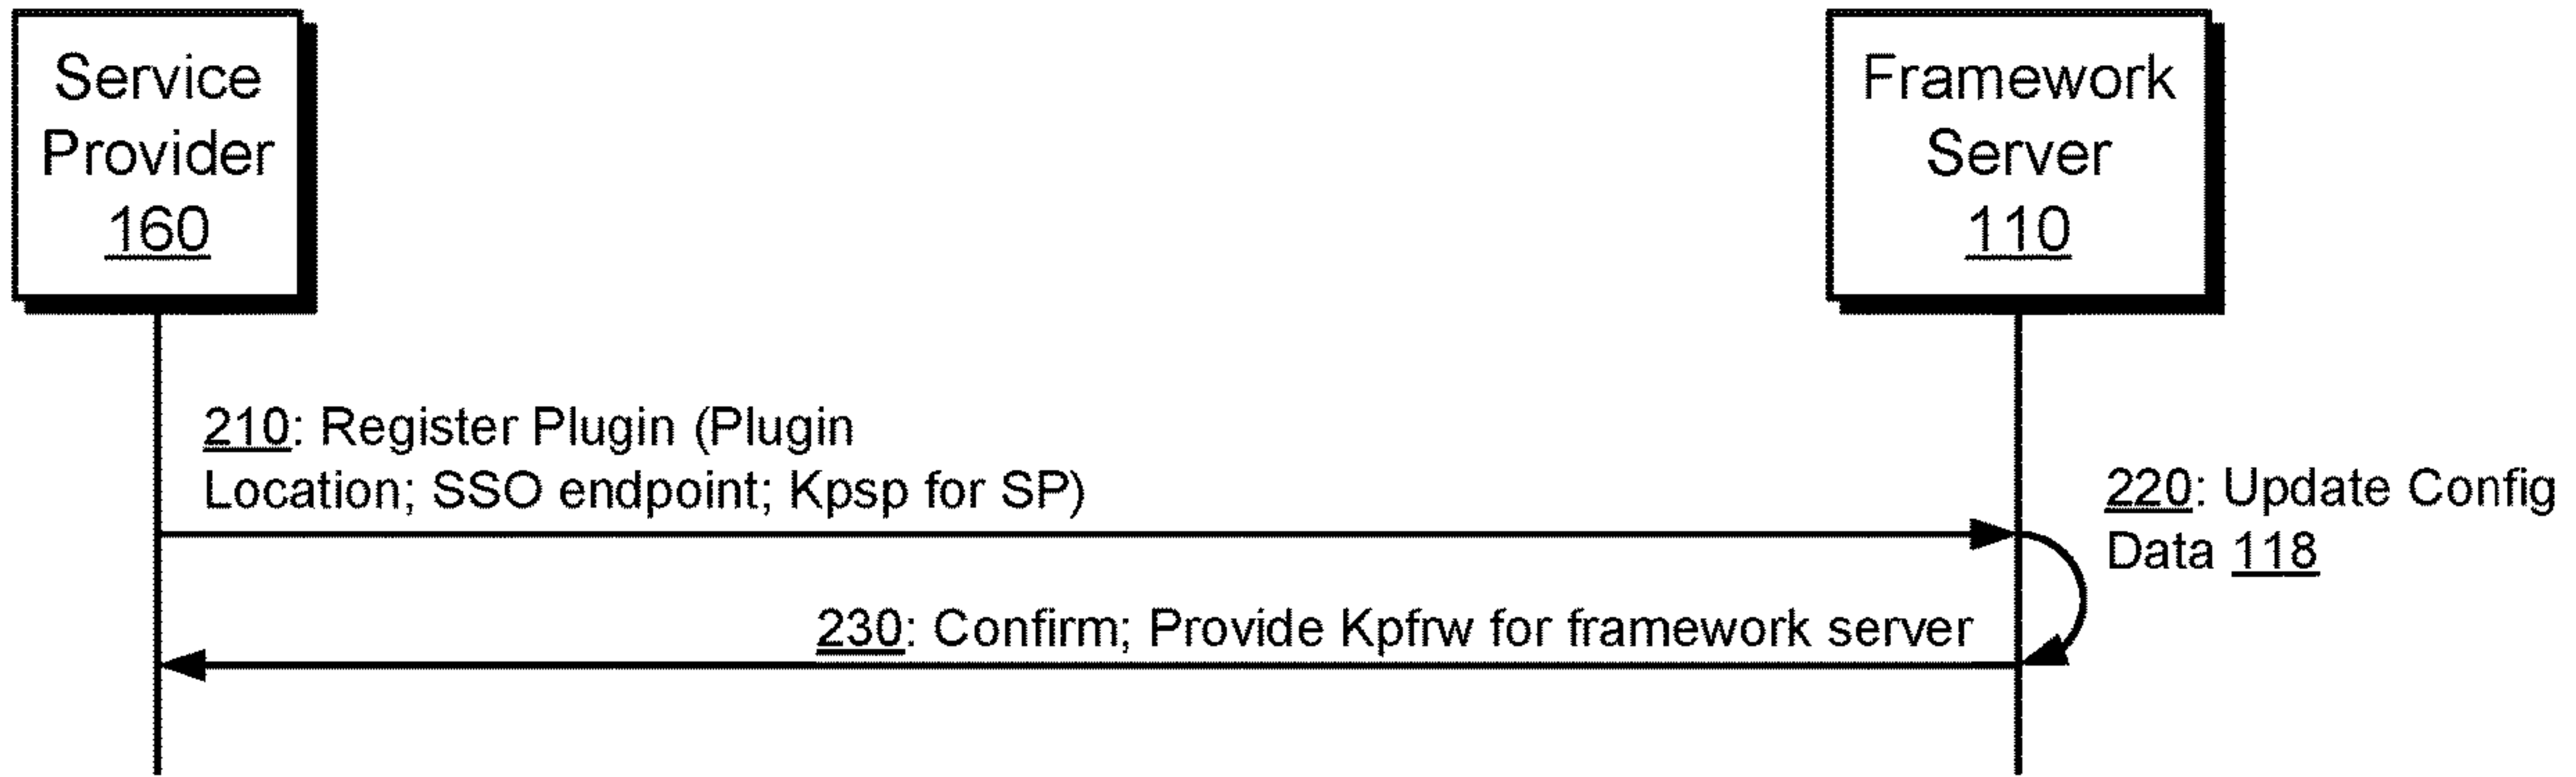 Service
Provider
160
Framework
Server
110
210: Register Plugin (Plugin
Location; SSO endpoint; Kpsp for SP)
220: Update Config
Data 118
230: Confirm; Provide Kpfrw for framework server